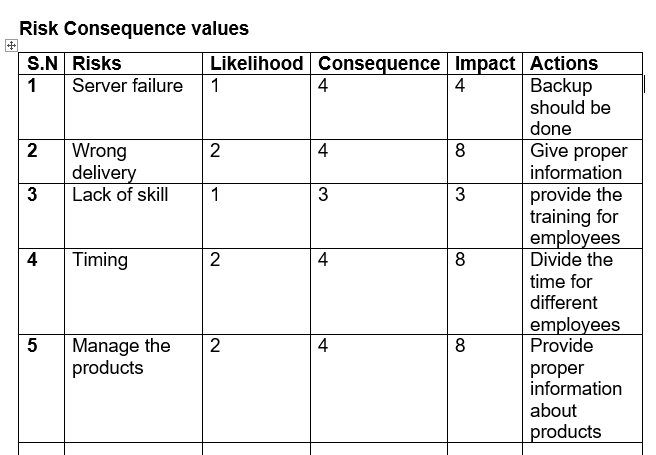 Risk Consequence values
S.N Risks Likelihood Consequence Impact Actions
1 Server failure 1 4 4 Backup
should be
done
2 Wrong 2 4 8 Give proper
delivery information
3 Lack of skill 1 3 3 provide the
training for
employees
4 Timing 2 4 8 Divide the
time for
different
employees
5 Manage the 2 4 8 Provide
products proper
information
about
products